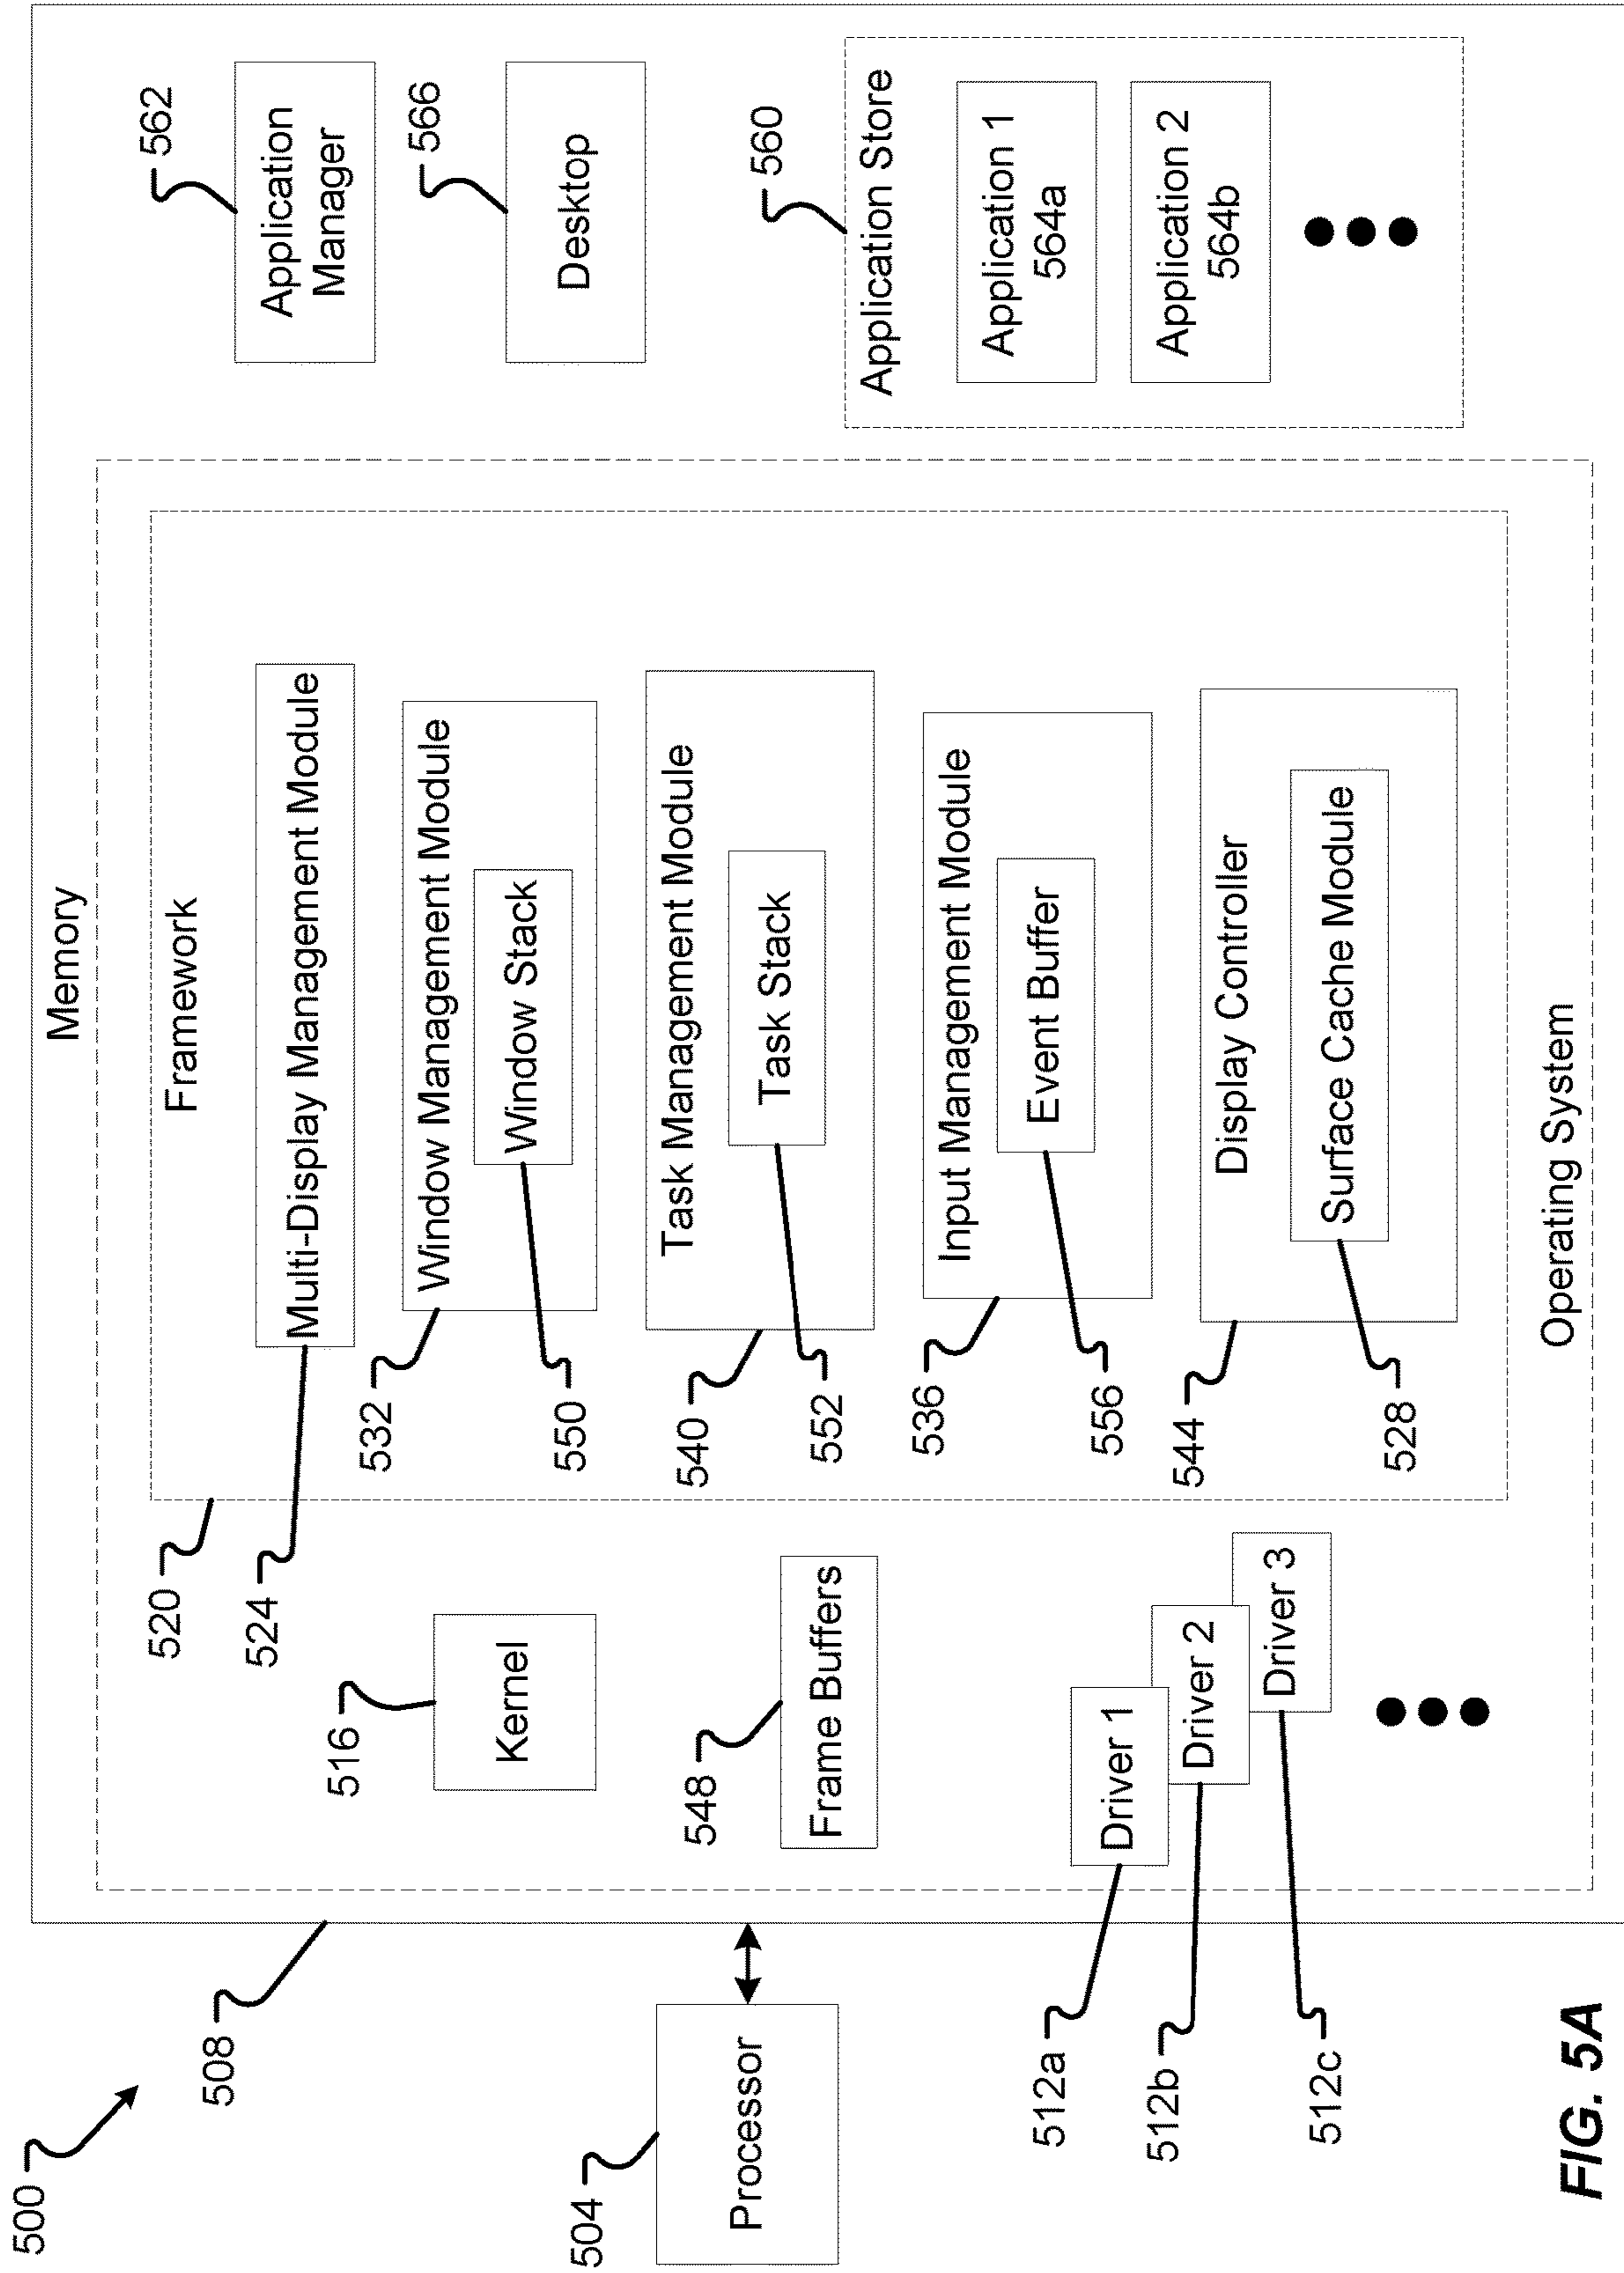 500
508
Memory
Operating System
520
Framework
524
Multi-Display Management Module
532
Window Management Module
550
Window Stack
540
Task Management Module
552
Task Stack
536
Input Management Module
556
Event Buffer
544
Display Controller
528
Surface Cache Module
516
Kernel
548
Frame Buffers
Driver 1
Driver 2
Driver 3
512a
512b
512c
504
Processor
562
Application
Manager
566
Desktop
560
Application Store
Application 1
564a
Application 2
564b
FIG. 5A